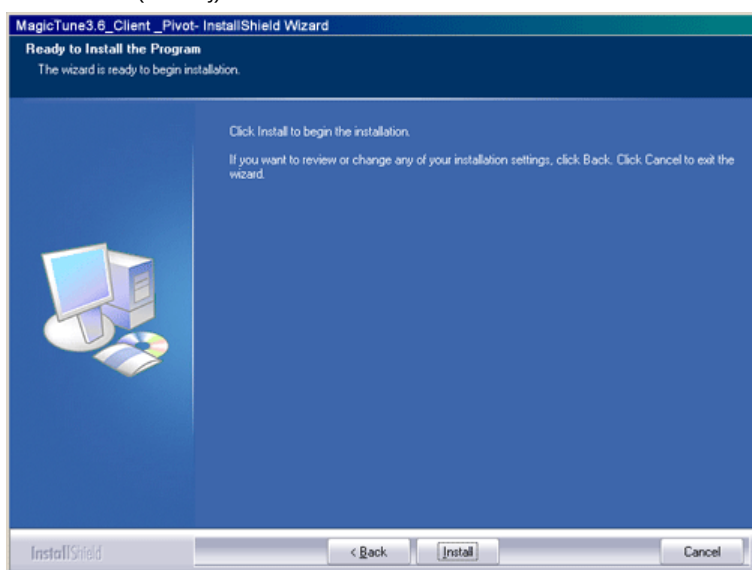 MagicTune3.6_Client _Pivot- InstallShield Wizard
Ready to Install the Program
The wizard is ready to begin installation.
Click Install to begin the installation.
If you want to review or change any of your installation settings, click Back. Click Cancel to exit the
wizard.
InstallShield
< Back
Install
Cancel